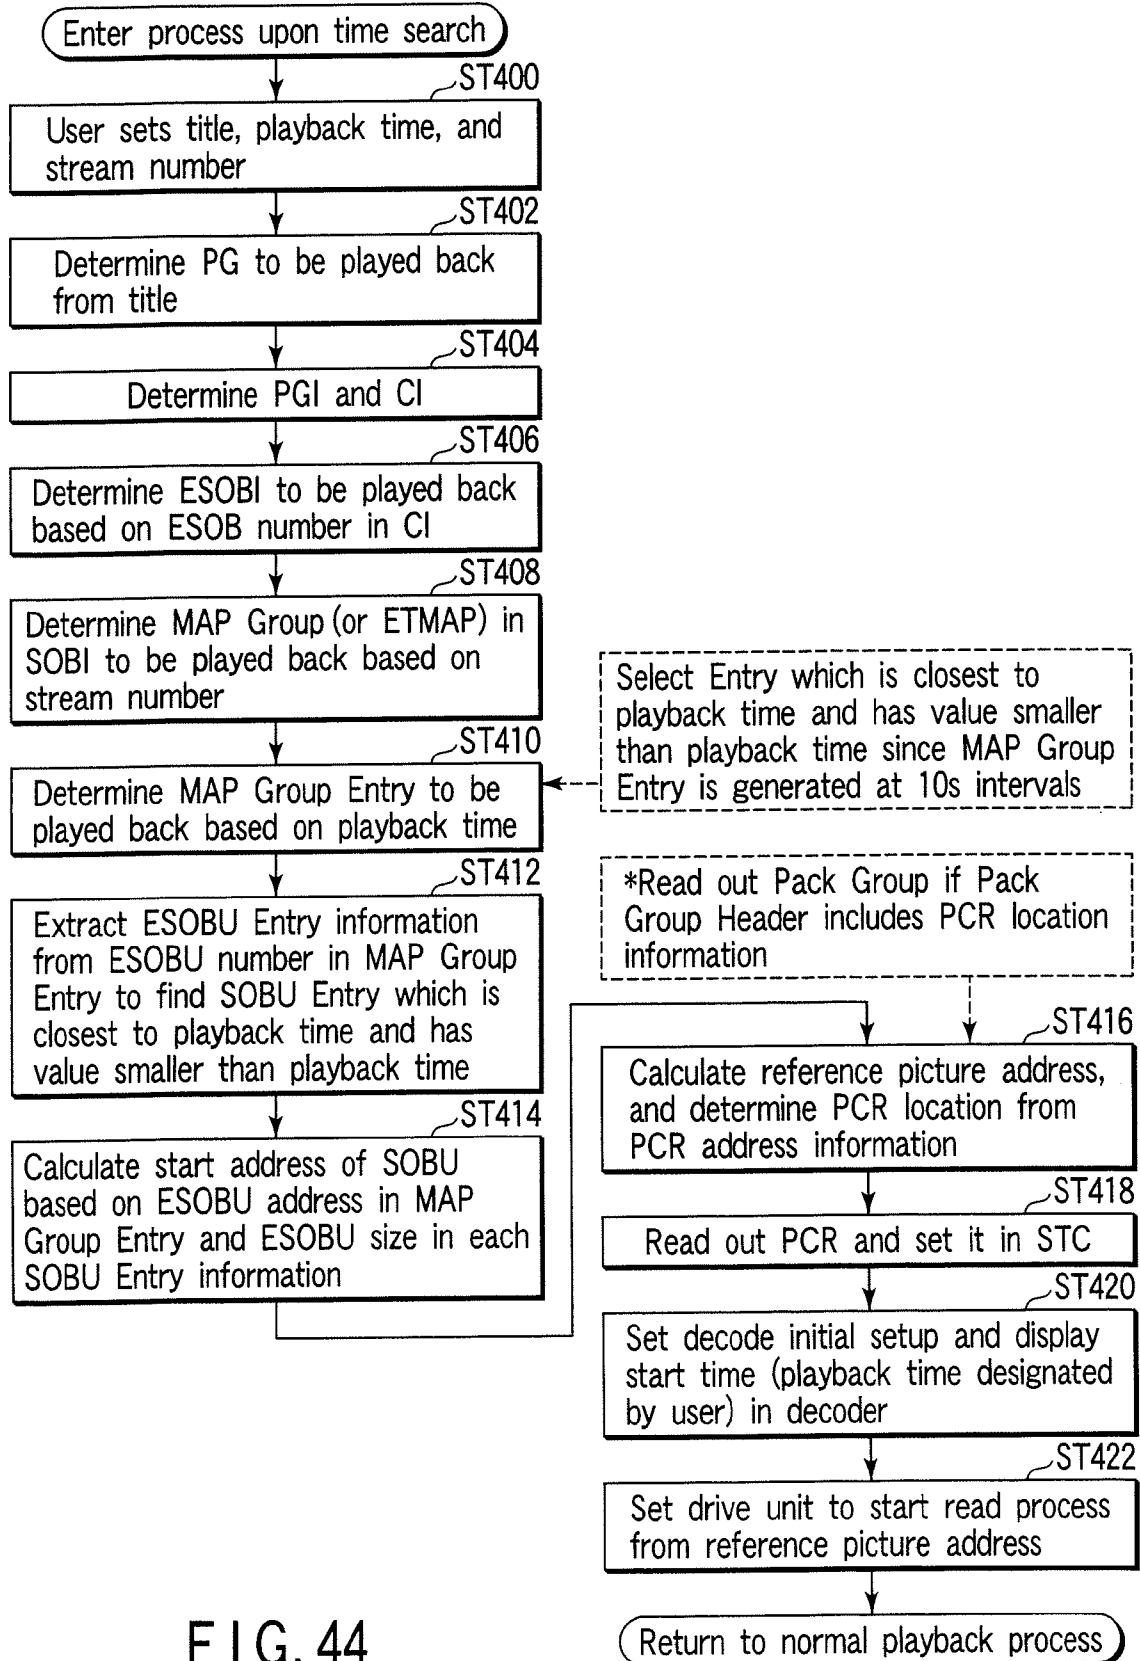 Enter process upon time search
ST400
User sets title, playback time, and
stream number
ST402
Determine PG to be played back
from title
ST404
Determine PGI and CI
ST406
Determine ESOBI to be played back
based on ESOB number in CI
ST408
Determine MAP Group (or ETMAP) in
SOBI to be played back based on
stream number
Select Entry which is closest to
playback time and has value smaller
than playback time since MAP Group
Entry is generated at 10s intervals
ST410
Determine MAP Group Entry to be
played back based on playback time
ST412
Extract ESOBU Entry information
from ESOBU number in MAP Group
Entry to find SOBU Entry which is
closest to playback time and has
value smaller than playback time
ST414
Calculate start address of SOBU
based on ESOBU address in MAP
Group Entry and ESOBU size in each
SOBU Entry information
*Read out Pack Group if Pack
Group Header includes PCR location
information
ST416
Calculate reference picture address,
and determine PCR location from
PCR address information
ST418
Read out PCR and set it in STC
ST420
Set decode initial setup and display
start time (playback time designated
by user) in decoder
ST422
Set drive unit to start read process
from reference picture address
Return to normal playback process
FIG. 44